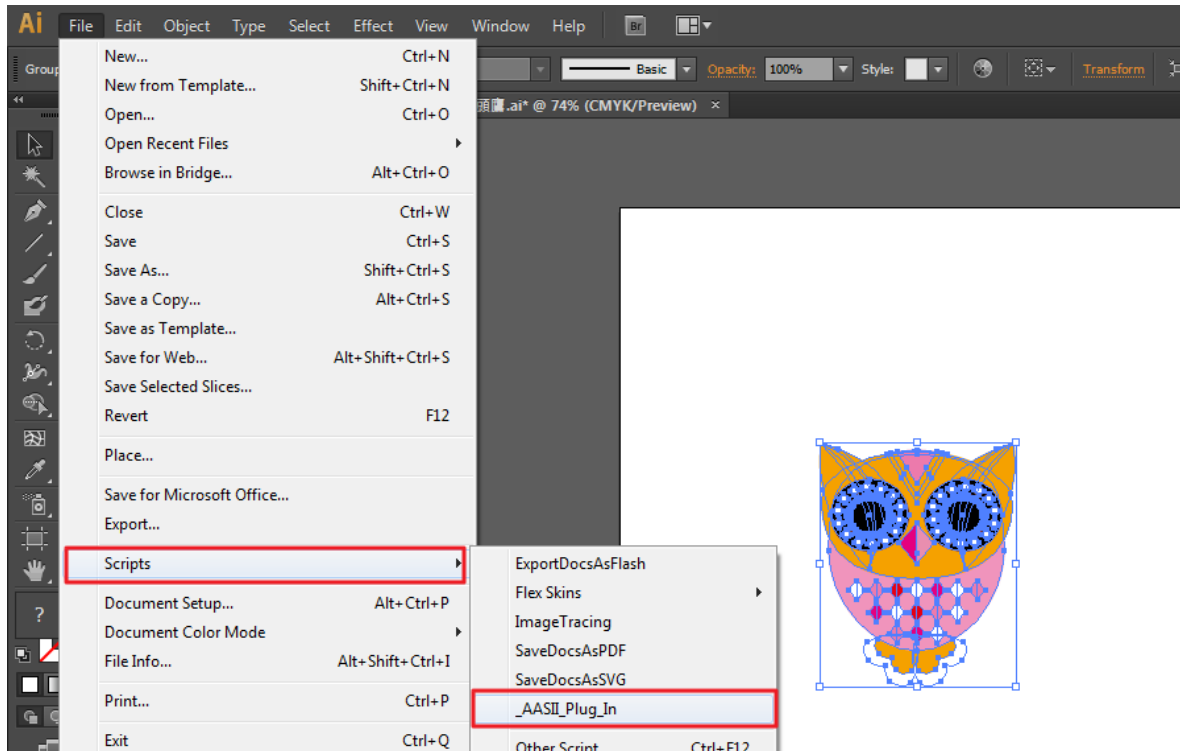 Ai File Edit Object Type Select Effect View Window Help Br
Group Basic Opacity: 100% Style: Transform
頭鷹.ai* @ 74% (CMYK/Preview) ×
New... Ctrl+N
New from Template... Shift+Ctrl+N
Open... Ctrl+O
Open Recent Files
Browse in Bridge... Alt+Ctrl+O
Close Ctrl+W
Save Ctrl+S
Save As... Shift+Ctrl+S
Save a Copy... Alt+Ctrl+S
Save as Template...
Save for Web... Alt+Shift+Ctrl+S
Save Selected Slices...
Revert F12
Place...
Save for Microsoft Office...
Export...
Scripts
ExportDocsAsFlash
Flex Skins
ImageTracing
SaveDocsAsPDF
SaveDocsAsSVG
_AASII_Plug_In
Other Script... Ctrl+F12
Document Setup... Alt+Ctrl+P
Document Color Mode
File Info... Alt+Shift+Ctrl+I
Print... Ctrl+P
Exit Ctrl+Q
?